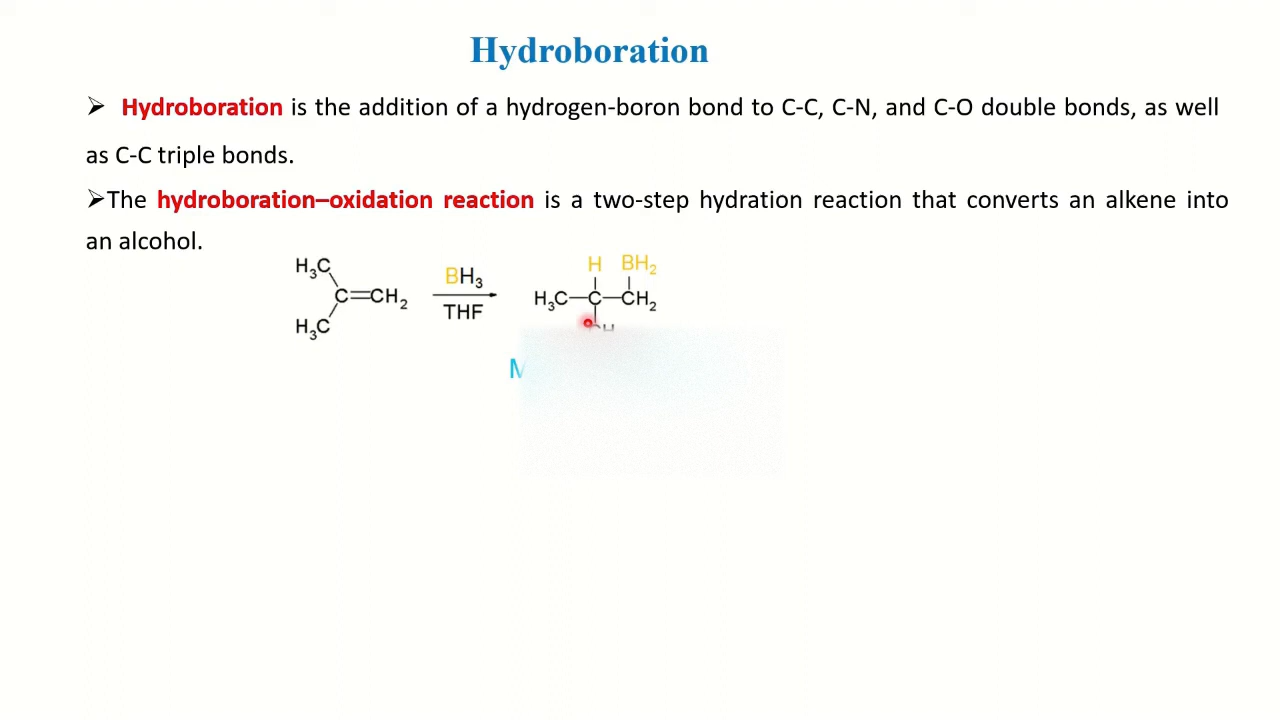 Hydroboration
➢ Hydroboration is the addition of a hydrogen-boron bond to C-C, C-N, and C-O double bonds, as well
as C-C triple bonds.
➢The hydroboration–oxidation reaction is a two-step hydration reaction that converts an alkene into
an alcohol.
H₃C
C=CH₂
H₃C
BH₃
THF
H BH₂
H₃C—C—CH₂